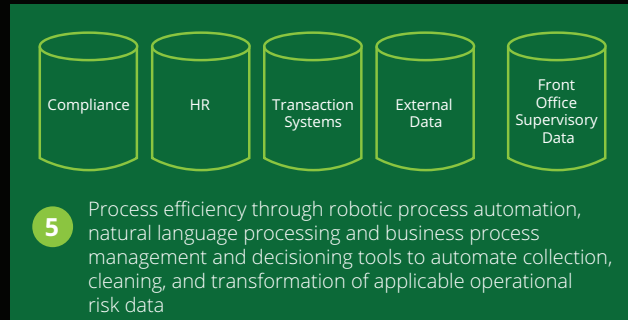 Compliance
HR
Transaction
Systems
External
Data
Front
Office
Supervisory
Data
5
Process efficiency through robotic process automation,
natural language processing and business process
management and decisioning tools to automate collection,
cleaning, and transformation of applicable operational
risk data